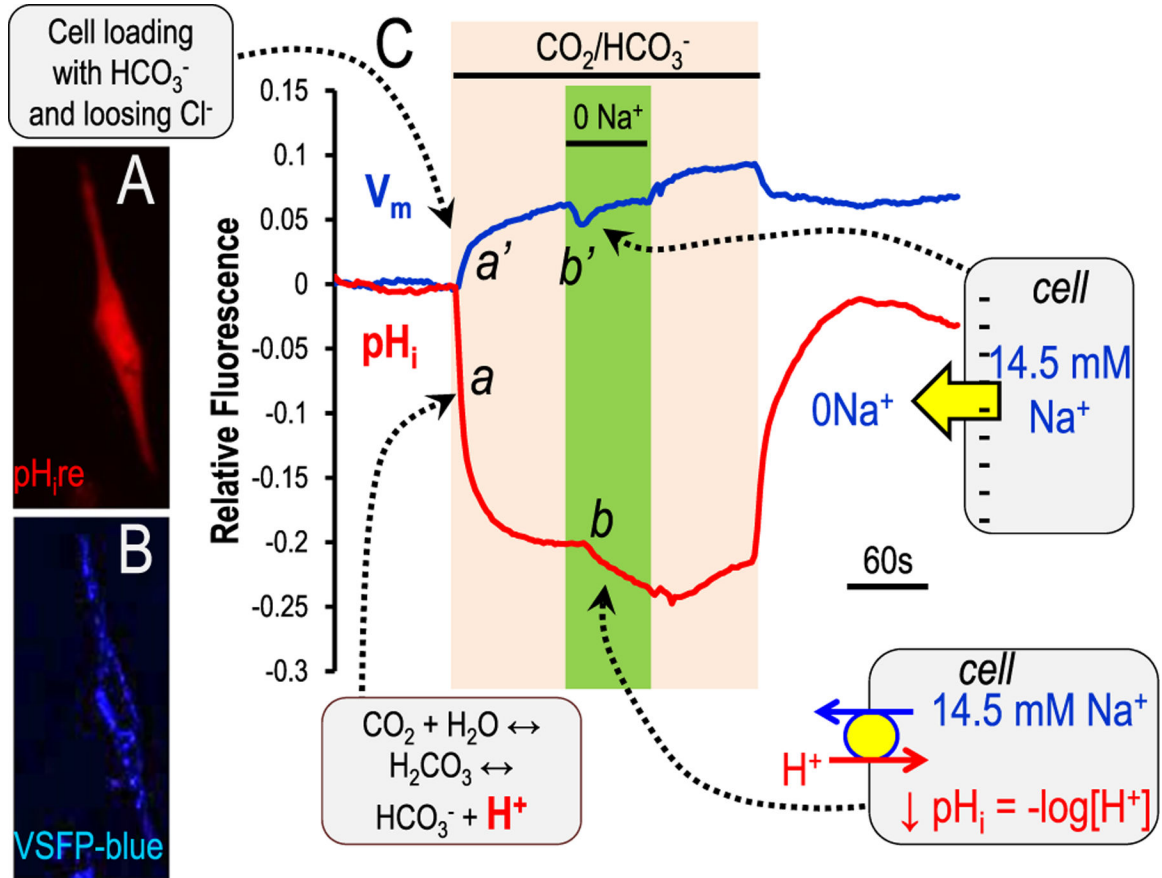 Cell loading
with HCO₃⁻
and loosing Cl⁻
A
pHᵢre
B
VSFP-blue
C
CO₂/HCO₃⁻
0 Na⁺
Relative Fluorescence
0.15
0.1
0.05
0
-0.05
-0.1
-0.15
-0.2
-0.25
-0.3
Vₘ
pHᵢ
a’
b’
a
b
cell
14.5 mM
Na⁺
0Na⁺
60s
CO₂ + H₂O ↔
H₂CO₃ ↔
HCO₃⁻ + H⁺
cell
14.5 mM Na⁺
H⁺
↓ pHᵢ = -log[H⁺]